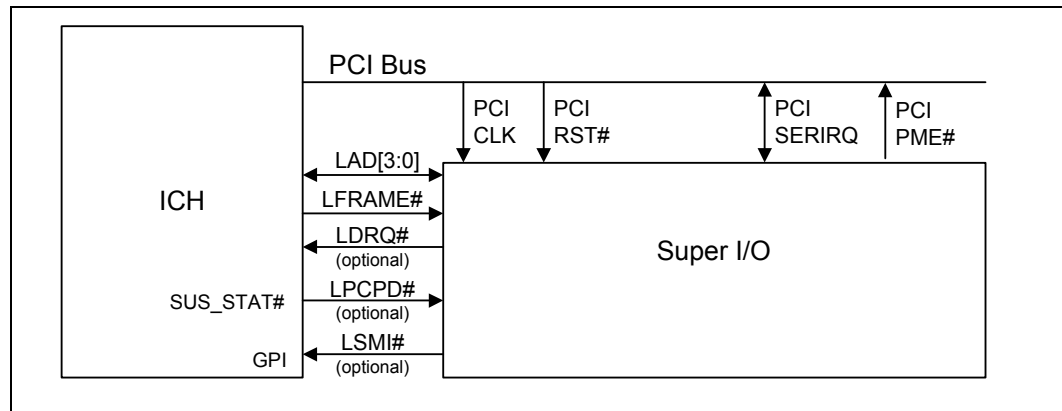 PCI Bus
PCI PCI PCI PCI
CLK RST# SERIRQ PME#
LAD[3:0]
ICH
LFRAME#
LDRQ#
(optional)
Super I/O
SUS_STAT#
LPCPD#
(optional)
LSMI#
GPI
(optional)